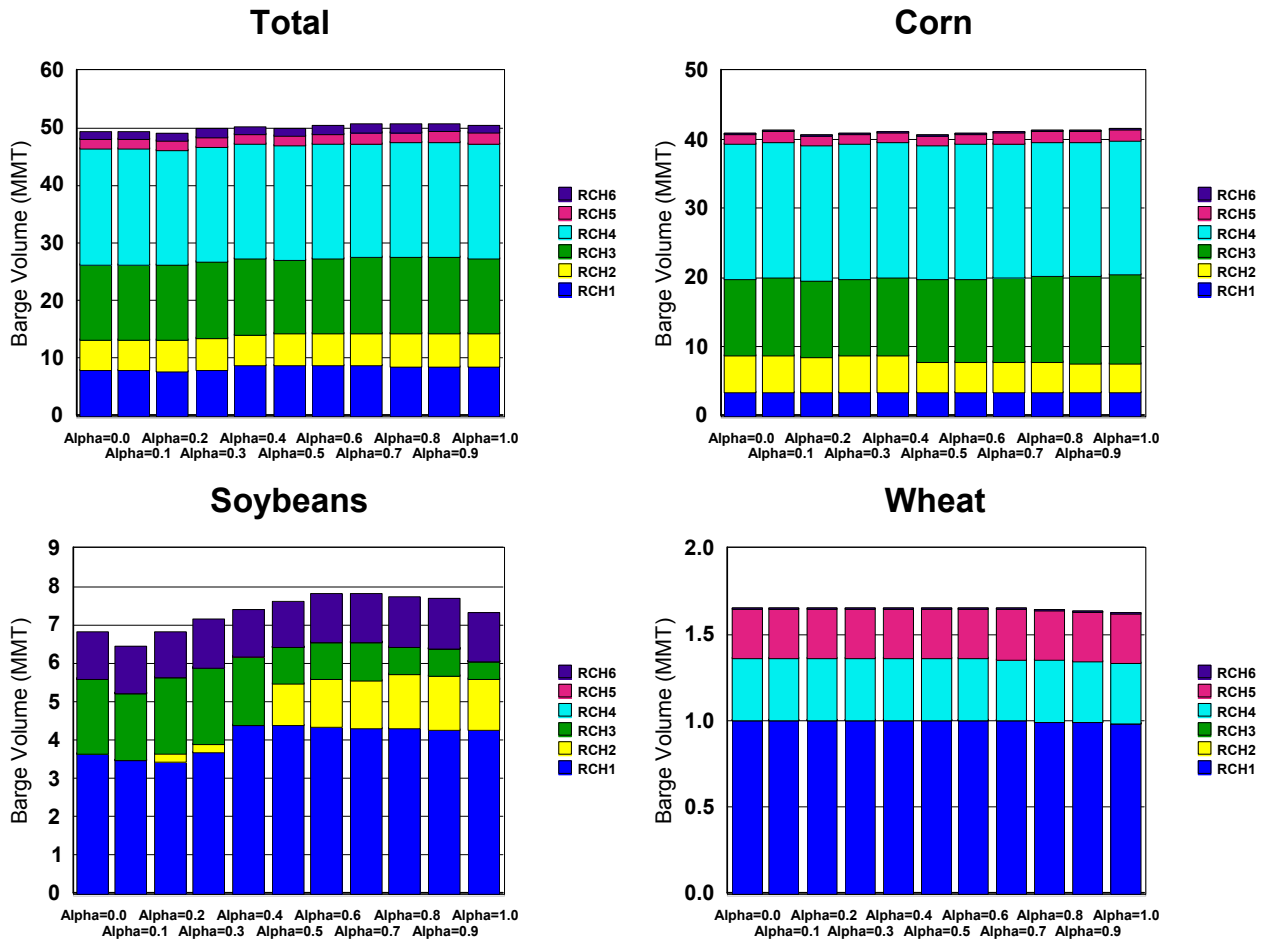 Total
60
50
40
30
20
10
0
Barge Volume (MMT)
Alpha=0.0 Alpha=0.2 Alpha=0.4 Alpha=0.6 Alpha=0.8 Alpha=1.0
Alpha=0.1 Alpha=0.3 Alpha=0.5 Alpha=0.7 Alpha=0.9
RCH6
RCH5
RCH4
RCH3
RCH2
RCH1
Corn
50
40
30
20
10
0
Barge Volume (MMT)
Alpha=0.0 Alpha=0.2 Alpha=0.4 Alpha=0.6 Alpha=0.8 Alpha=1.0
Alpha=0.1 Alpha=0.3 Alpha=0.5 Alpha=0.7 Alpha=0.9
RCH6
RCH5
RCH4
RCH3
RCH2
RCH1
Soybeans
9
8
7
6
5
4
3
2
1
0
Barge Volume (MMT)
Alpha=0.0 Alpha=0.2 Alpha=0.4 Alpha=0.6 Alpha=0.8 Alpha=1.0
Alpha=0.1 Alpha=0.3 Alpha=0.5 Alpha=0.7 Alpha=0.9
RCH6
RCH5
RCH4
RCH3
RCH2
RCH1
Wheat
2.0
1.5
1.0
0.5
0.0
Barge Volume (MMT)
Alpha=0.0 Alpha=0.2 Alpha=0.4 Alpha=0.6 Alpha=0.8 Alpha=1.0
Alpha=0.1 Alpha=0.3 Alpha=0.5 Alpha=0.7 Alpha=0.9
RCH6
RCH5
RCH4
RCH3
RCH2
RCH1